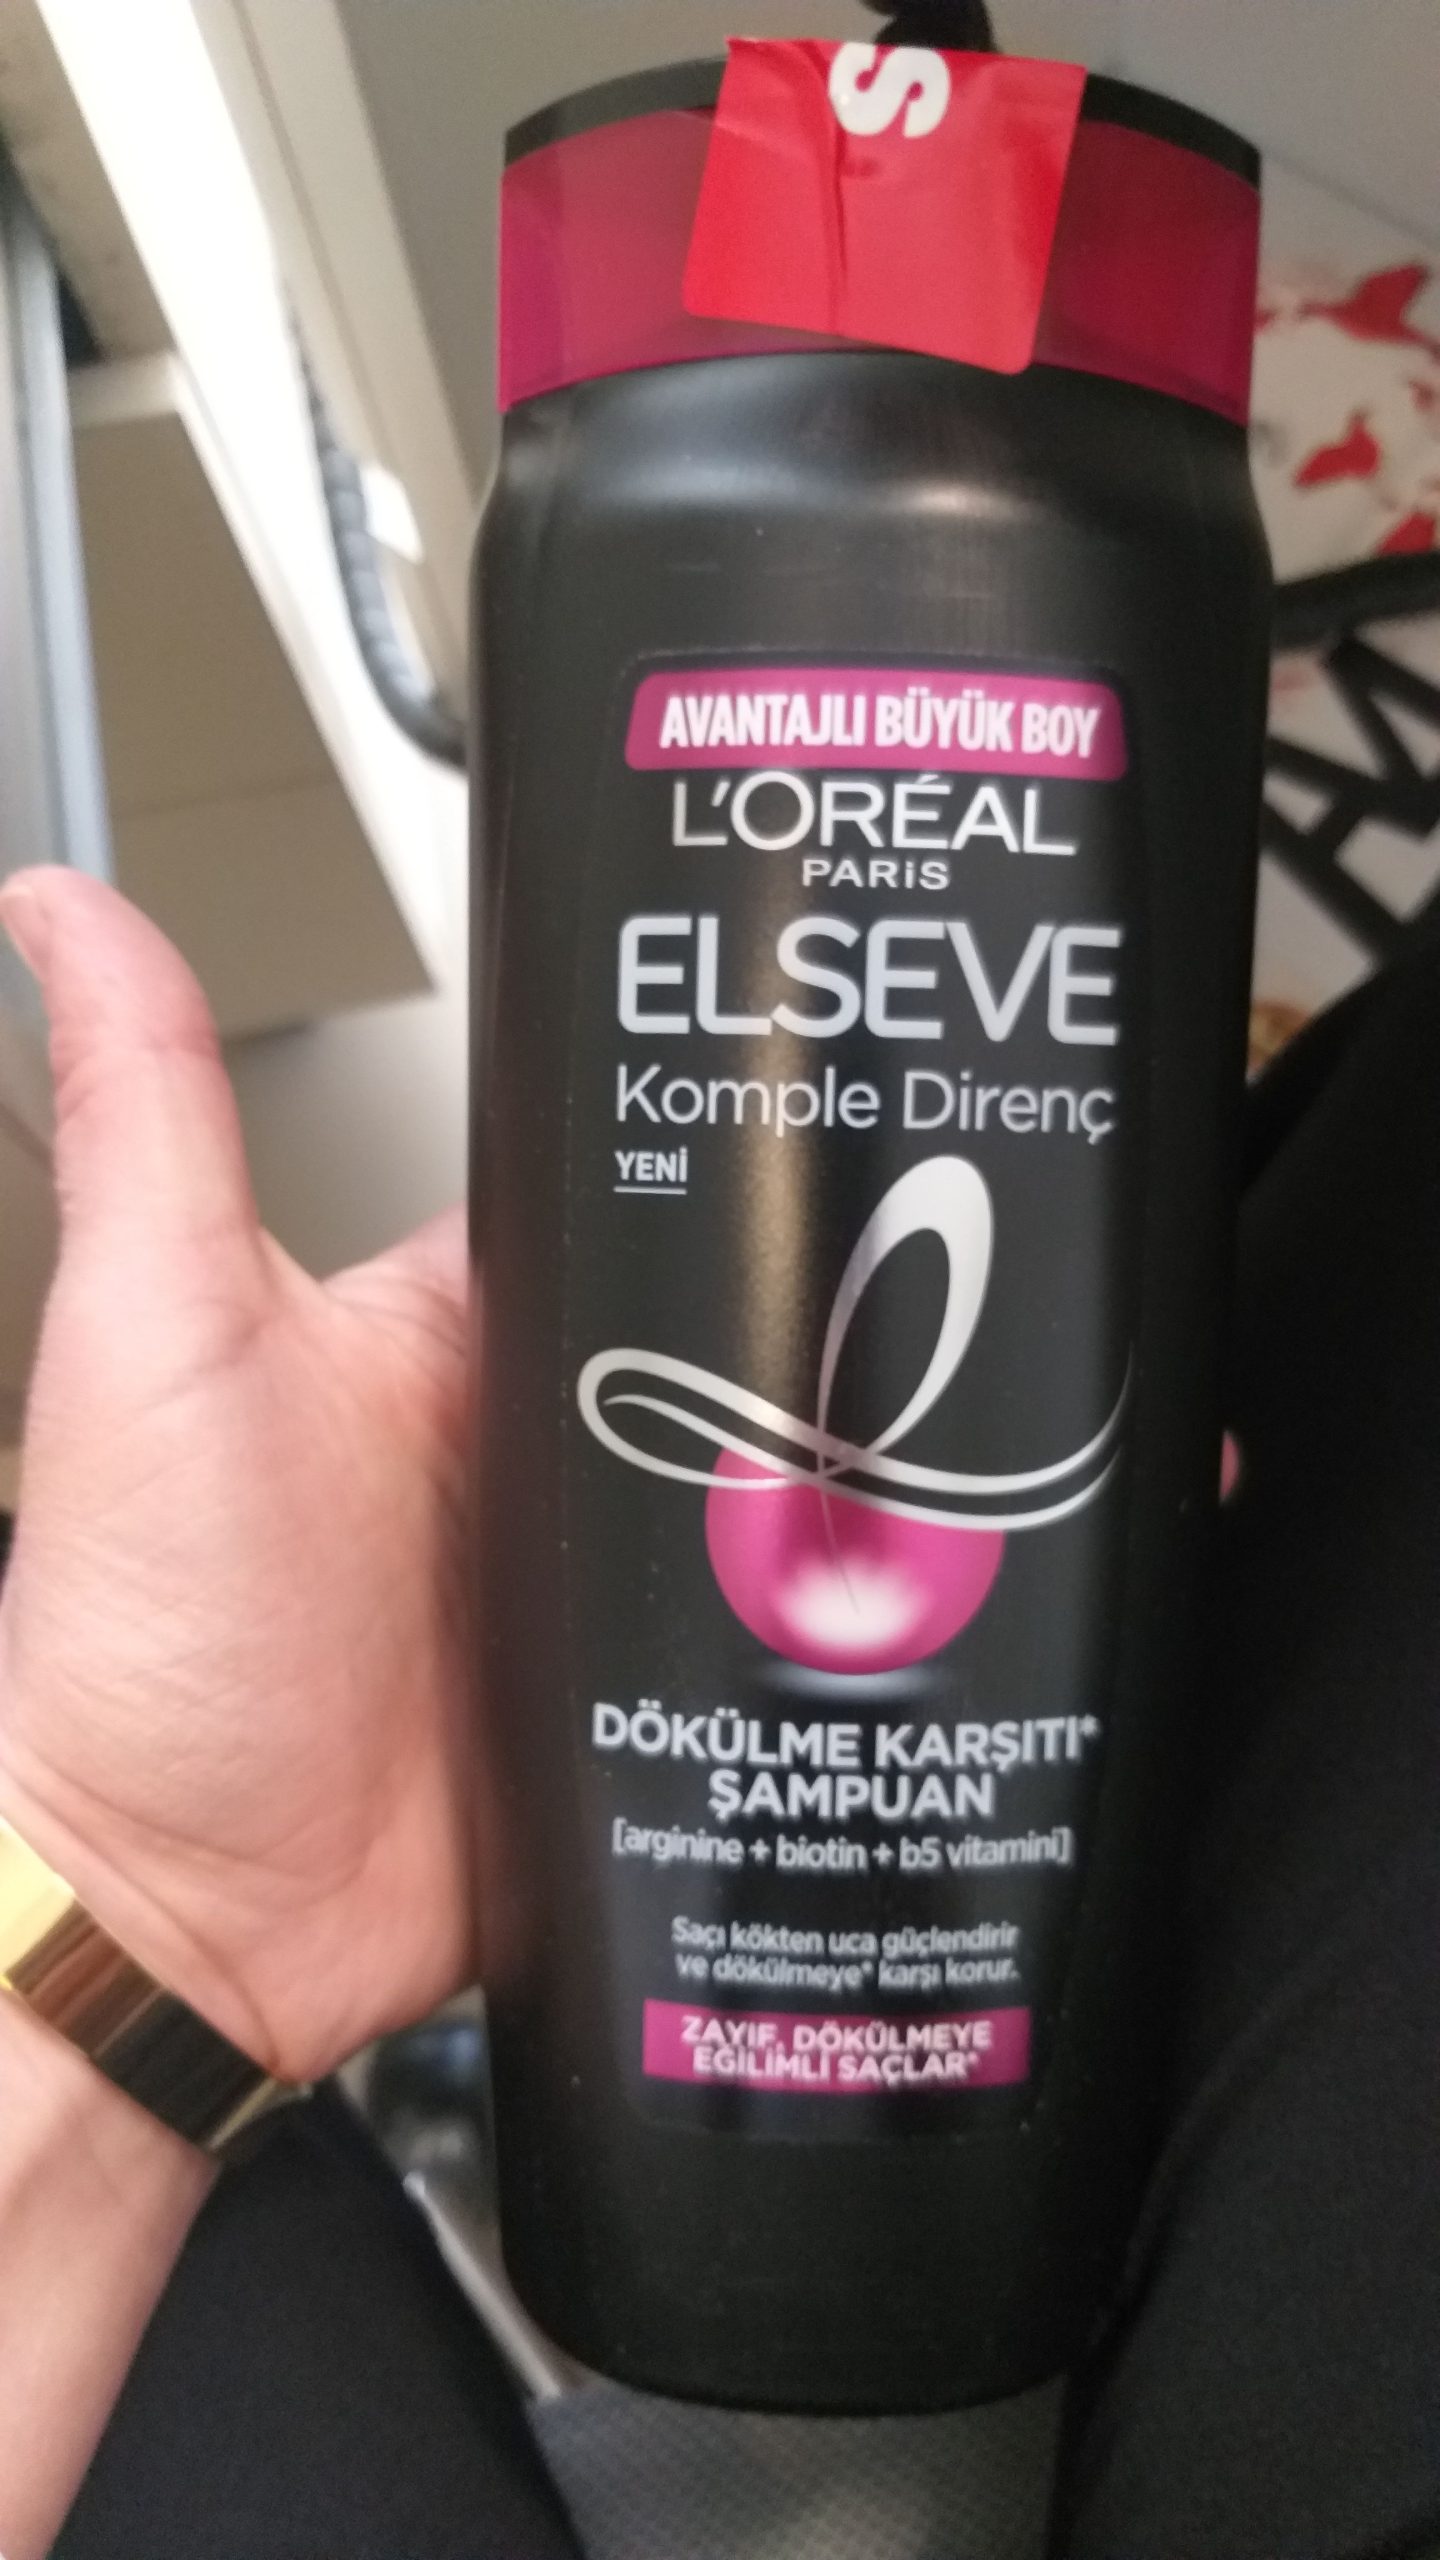 S
AVANTAJLI BÜYÜK BOY
L'ORÉAL
PARiS
ELSEVE
Komple Direnç
YENİ
DÖKÜLME KARŞITI*
ŞAMPUAN
[arginine + biotin + b5 vitamini]
Saçı kökten uca güçlendirir
ve dökülmeye* karşı korur.
ZAYIF, DÖKÜLMEYE
EĞİLİMLİ SAÇLAR*